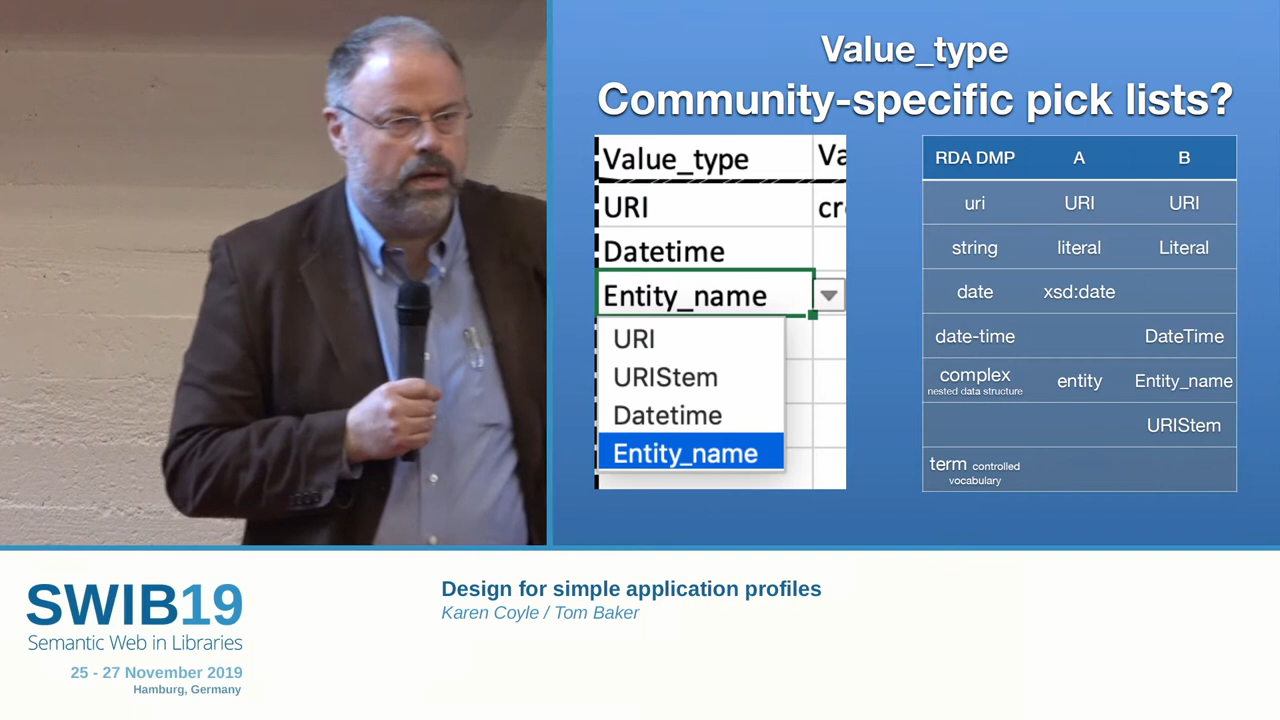 Value_type
Community-specific pick lists?
Value_type
Va
URI
cr
Datetime
Entity_name
URI
URIStem
Datetime
Entity_name
RDA DMP A B
uri URI URI
string literal Literal
date xsd:date
date-time DateTime
complex entity Entity_name
nested data structure
URIStem
term controlled
vocabulary
SWIB19
Semantic Web in Libraries
25 - 27 November 2019
Hamburg, Germany
Design for simple application profiles
Karen Coyle / Tom Baker